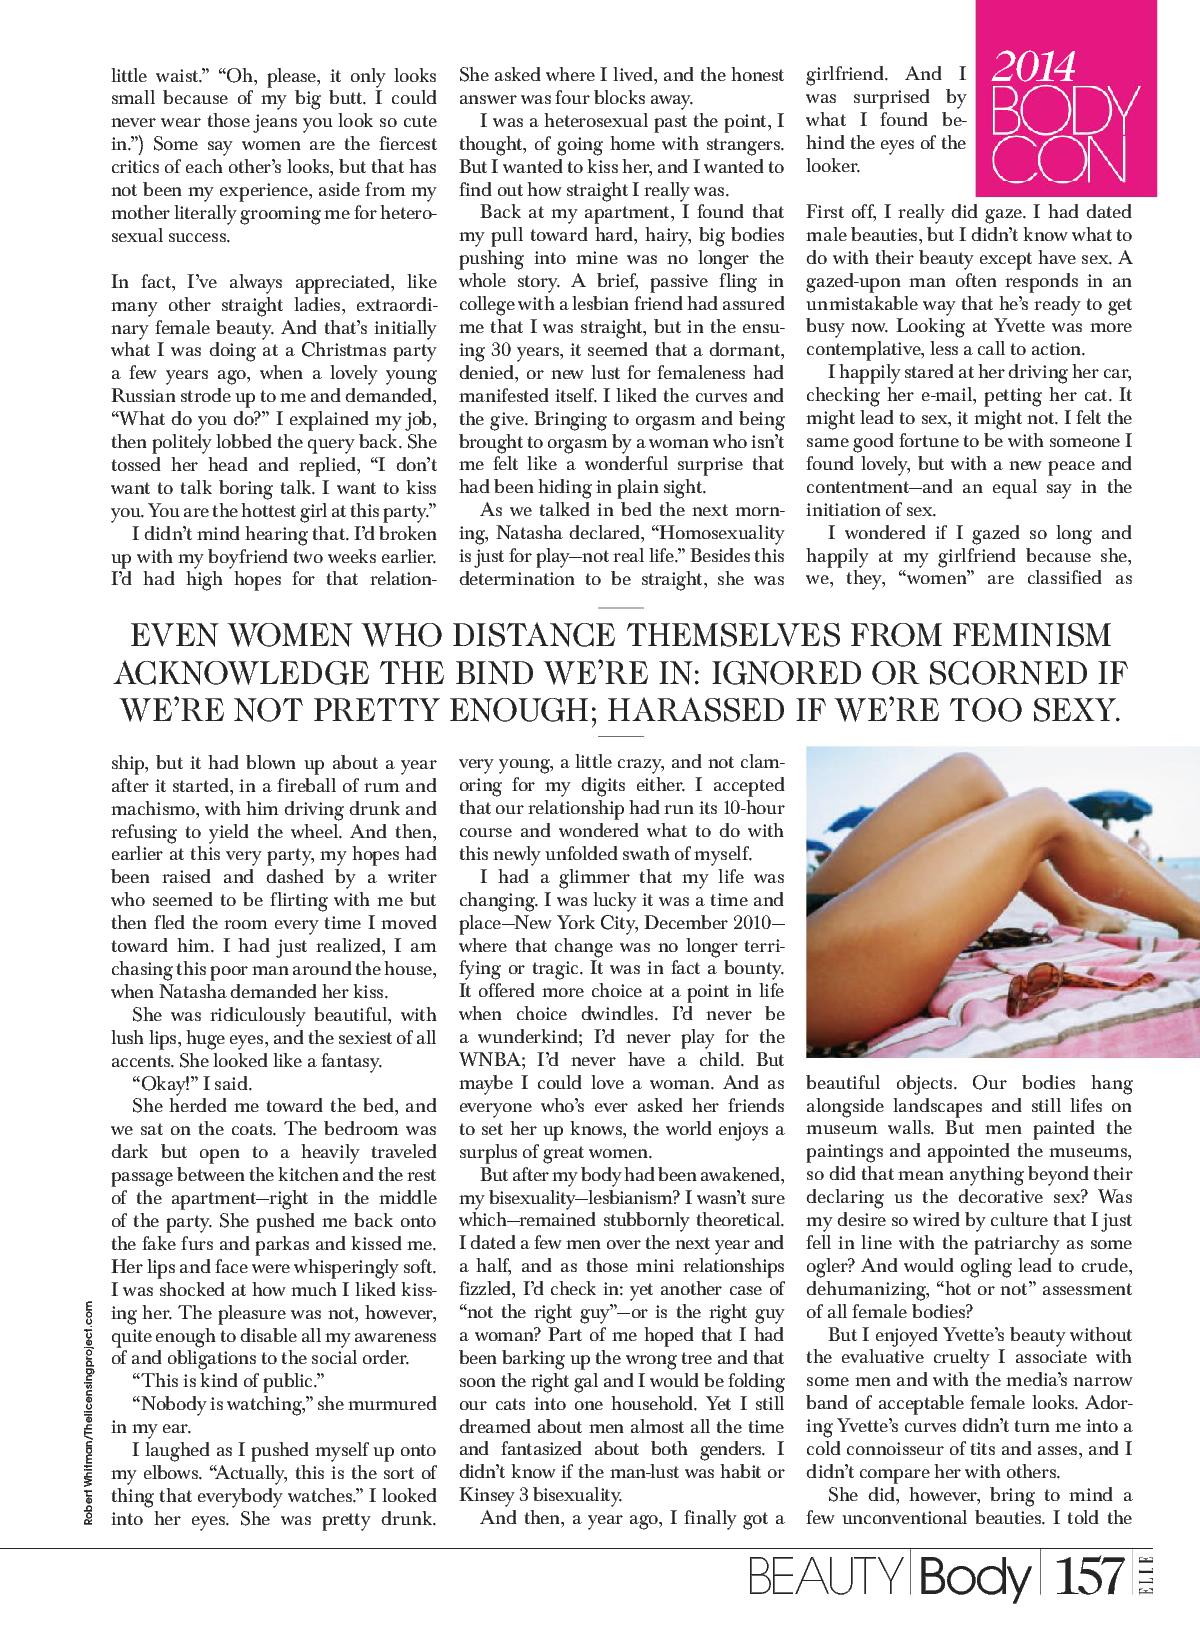 little waist.” “Oh, please, it only looks
small because of my big butt. I could
never wear those jeans you look so cute
in.”) Some say women are the fiercest
critics of each other’s looks, but that has
not been my experience, aside from my
mother literally grooming me for hetero-
sexual success.
In fact, I’ve always appreciated, like
many other straight ladies, extraordi-
nary female beauty. And that’s initially
what I was doing at a Christmas party
a few years ago, when a lovely young
Russian strode up to me and demanded,
“What do you do?” I explained my job,
then politely lobbed the query back. She
tossed her head and replied, “I don’t
want to talk boring talk. I want to kiss
you. You are the hottest girl at this party.”
I didn’t mind hearing that. I’d broken
up with my boyfriend two weeks earlier.
I’d had high hopes for that relation-
ship, but it had blown up about a year
after it started, in a fireball of rum and
machismo, with him driving drunk and
refusing to yield the wheel. And then,
earlier at this very party, my hopes had
been raised and dashed by a writer
who seemed to be flirting with me but
then fled the room every time I moved
toward him. I had just realized, I am
chasing this poor man around the house,
when Natasha demanded her kiss.
She was ridiculously beautiful, with
lush lips, huge eyes, and the sexiest of all
accents. She looked like a fantasy.
“Okay!” I said.
She herded me toward the bed, and
we sat on the coats. The bedroom was
dark but open to a heavily traveled
passage between the kitchen and the rest
of the apartment—right in the middle
of the party. She pushed me back onto
the fake furs and parkas and kissed me.
Her lips and face were whisperingly soft.
I was shocked at how much I liked kiss-
ing her. The pleasure was not, however,
quite enough to disable all my awareness
of and obligations to the social order.
“This is kind of public.”
“Nobody is watching,” she murmured
in my ear.
I laughed as I pushed myself up onto
my elbows. “Actually, this is the sort of
thing that everybody watches.” I looked
into her eyes. She was pretty drunk.
She asked where I lived, and the honest
answer was four blocks away.
I was a heterosexual past the point, I
thought, of going home with strangers.
But I wanted to kiss her, and I wanted to
find out how straight I really was.
Back at my apartment, I found that
my pull toward hard, hairy, big bodies
pushing into mine was no longer the
whole story. A brief, passive fling in
college with a lesbian friend had assured
me that I was straight, but in the ensu-
ing 30 years, it seemed that a dormant,
denied, or new lust for femaleness had
manifested itself. I liked the curves and
the give. Bringing to orgasm and being
brought to orgasm by a woman who isn’t
me felt like a wonderful surprise that
had been hiding in plain sight.
As we talked in bed the next morn-
ing, Natasha declared, “Homosexuality
is just for play—not real life.” Besides this
determination to be straight, she was
very young, a little crazy, and not clam-
oring for my digits either. I accepted
that our relationship had run its 10-hour
course and wondered what to do with
this newly unfolded swath of myself.
I had a glimmer that my life was
changing. I was lucky it was a time and
place—New York City, December 2010—
where that change was no longer terri-
fying or tragic. It was in fact a bounty.
It offered more choice at a point in life
when choice dwindles. I’d never be
a wunderkind; I’d never play for the
WNBA; I’d never have a child. But
maybe I could love a woman. And as
everyone who’s ever asked her friends
to set her up knows, the world enjoys a
surplus of great women.
But after my body had been awakened,
my bisexuality—lesbianism? I wasn’t sure
which—remained stubbornly theoretical.
I dated a few men over the next year and
a half, and as those mini relationships
fizzled, I’d check in: yet another case of
“not the right guy”—or is the right guy
a woman? Part of me hoped that I had
been barking up the wrong tree and that
soon the right gal and I would be folding
our cats into one household. Yet I still
dreamed about men almost all the time
and fantasized about both genders. I
didn’t know if the man-lust was habit or
Kinsey 3 bisexuality.
And then, a year ago, I finally got a
girlfriend. And I
was surprised by
what I found be-
hind the eyes of the
looker.
2014
BODY
CON
First off, I really did gaze. I had dated
male beauties, but I didn’t know what to
do with their beauty except have sex. A
gazed-upon man often responds in an
unmistakable way that he’s ready to get
busy now. Looking at Yvette was more
contemplative, less a call to action.
I happily stared at her driving her car,
checking her e-mail, petting her cat. It
might lead to sex, it might not. I felt the
same good fortune to be with someone I
found lovely, but with a new peace and
contentment—and an equal say in the
initiation of sex.
I wondered if I gazed so long and
happily at my girlfriend because she,
we, they, “women” are classified as
beautiful objects. Our bodies hang
alongside landscapes and still lifes on
museum walls. But men painted the
paintings and appointed the museums,
so did that mean anything beyond their
declaring us the decorative sex? Was
my desire so wired by culture that I just
fell in line with the patriarchy as some
ogler? And would ogling lead to crude,
dehumanizing, “hot or not” assessment
of all female bodies?
But I enjoyed Yvette’s beauty without
the evaluative cruelty I associate with
some men and with the media’s narrow
band of acceptable female looks. Ador-
ing Yvette’s curves didn’t turn me into a
cold connoisseur of tits and asses, and I
didn’t compare her with others.
She did, however, bring to mind a
few unconventional beauties. I told the
EVEN WOMEN WHO DISTANCE THEMSELVES FROM FEMINISM
ACKNOWLEDGE THE BIND WE’RE IN: IGNORED OR SCORNED IF
WE’RE NOT PRETTY ENOUGH; HARASSED IF WE’RE TOO SEXY.
Robert Whitman/Thelicensingproject.com
BEAUTY Body 157 ELLE